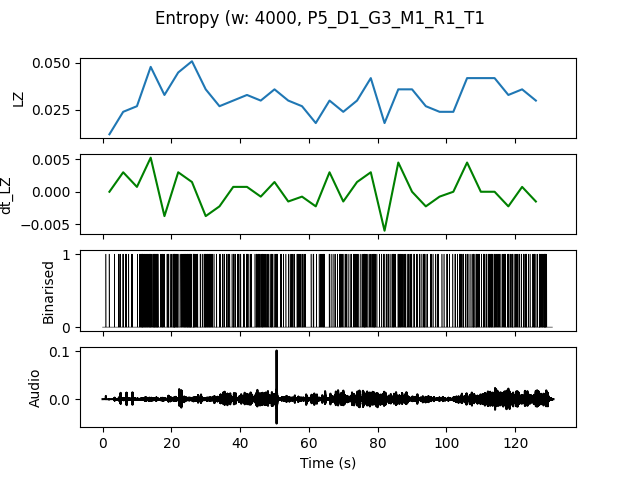 Entropy (w: 4000, P5_D1_G3_M1_R1_T1
0.050
0.025
LZ
0.005
0.000
−0.005
dt_LZ
1
0
Binarised
0.1
0.0
Audio
0 20 40 60 80 100 120
Time (s)